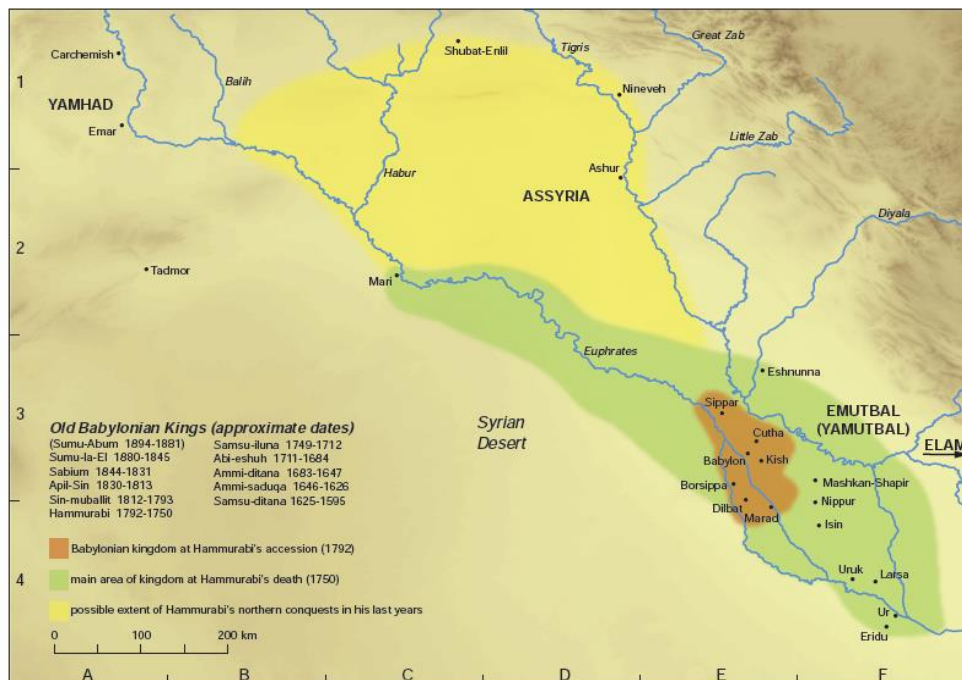 Carchemish
Shubat-Enlil
Tigris
Great Zab
1
Balih
Nineveh
YAMHAD
Emar
Little Zab
Habur
Ashur
ASSYRIA
Diyala
2
Tadmor
Mari
Euphrates
Eshnunna
3
Sippar
Syrian
Desert
EMUTBAL
(YAMUTBAL)
Cutha
ELAM
Babylon
Kish
Borsippa
Mashkan-Shapir
Nippur
Dilbat
Marad
Isin
Old Babylonian Kings (approximate dates)
(Sumu-Abum 1894-1881) Samsu-iluna 1749-1712
Sumu-la-El 1880-1845 Abi-eshuh 1711-1684
Sabium 1844-1831 Ammi-ditana 1683-1647
Apil-Sin 1830-1813 Ammi-saduqa 1646-1626
Sin-muballit 1812-1793 Samsu-ditana 1625-1595
Hammurabi 1792-1750
Babylonian kingdom at Hammurabi's accession (1792)
4
main area of kingdom at Hammurabi's death (1750)
Uruk
Larsa
possible extent of Hammurabi's northern conquests in his last years
Ur
Eridu
0 100 200 km
A B C D E F